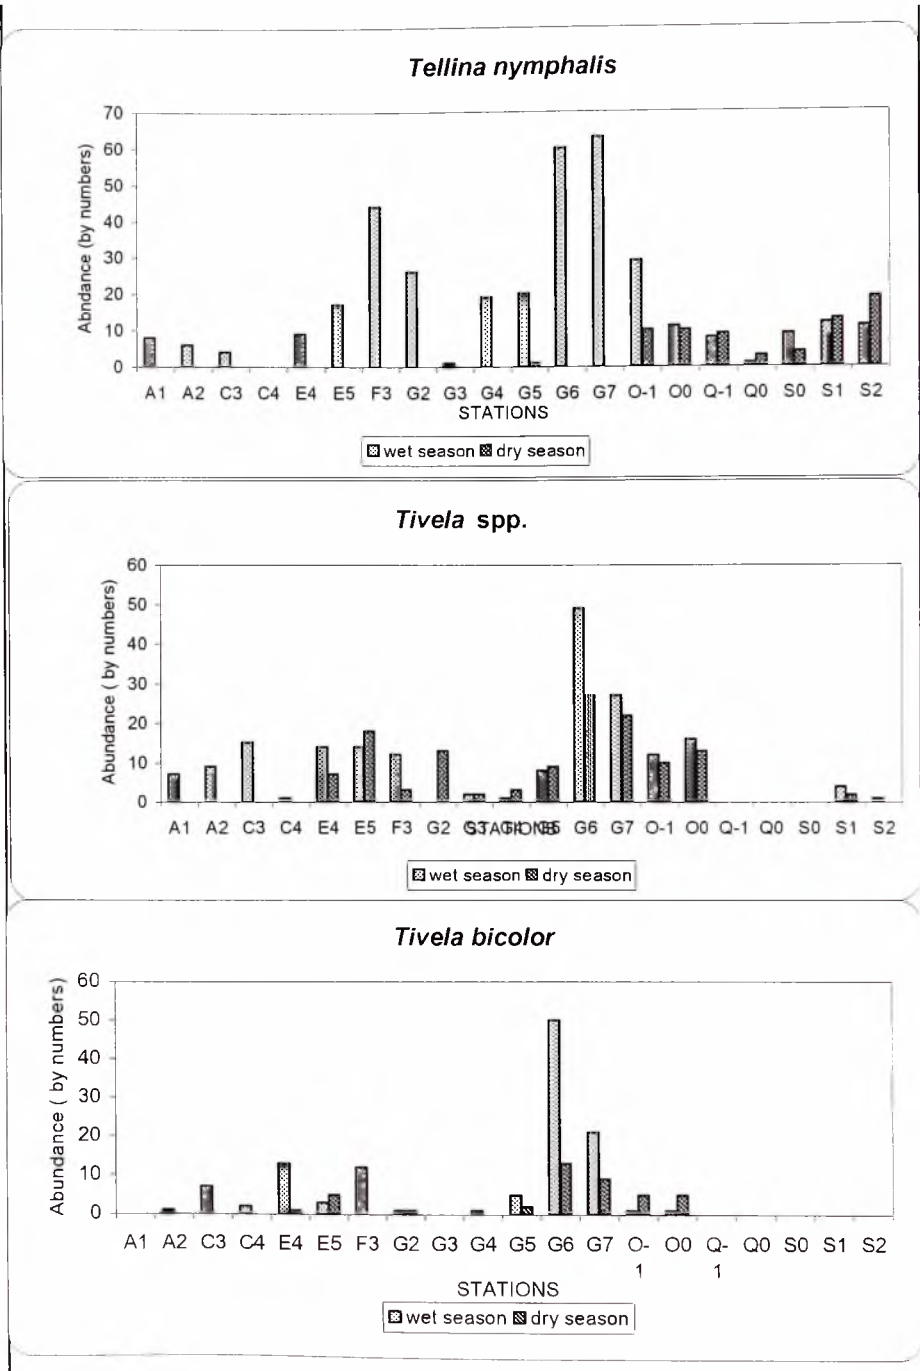 Tellina nymphalis
70
60
50
40
30
20
10
0
Abndance (by numbers)
A1 A2 C3 C4 E4 E5 F3 G2 G3 G4 G5 G6 G7 O-1 O0 Q-1 Q0 S0 S1 S2
STATIONS
wet season dry season
Tivela spp.
60
50
40
30
20
10
0
Abundance ( by numbers)
A1 A2 C3 C4 E4 E5 F3 G2 G3 G4 G5 G6 G7 O-1 O0 Q-1 Q0 S0 S1 S2
STATIONS
wet season dry season
Tivela bicolor
60
50
40
30
20
10
0
Abundance ( by numbers)
A1 A2 C3 C4 E4 E5 F3 G2 G3 G4 G5 G6 G7 O-1 O0 Q-1 Q0 S0 S1 S2
STATIONS
wet season dry season